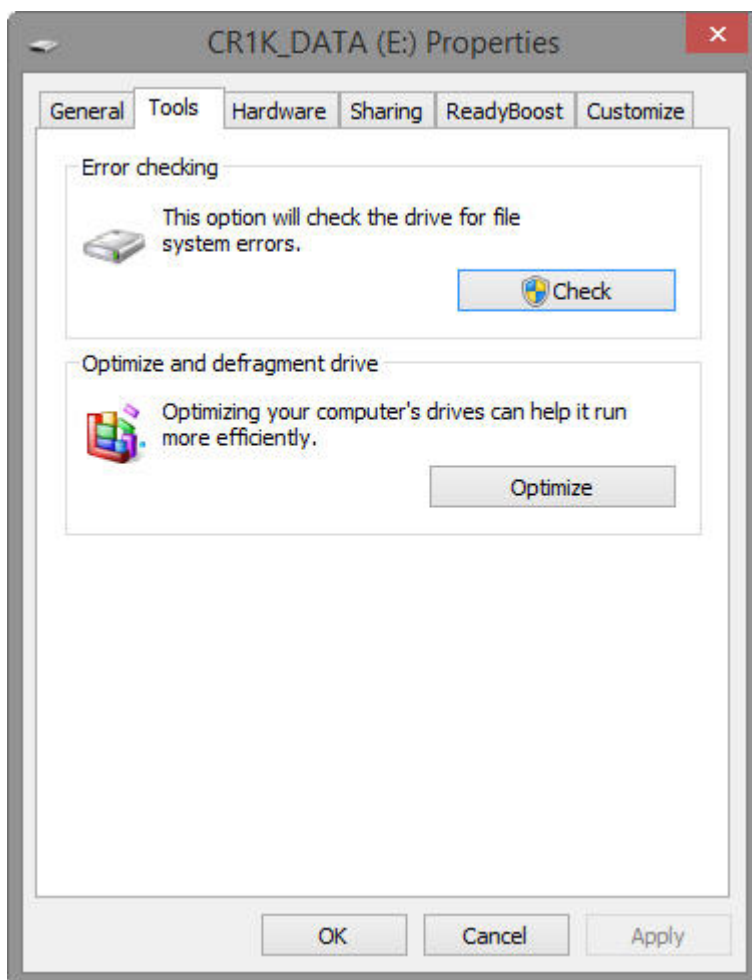 CR1K_DATA (E:) Properties
General Tools Hardware Sharing ReadyBoost Customize
Error checking
This option will check the drive for file
system errors.
Check
Optimize and defragment drive
Optimizing your computer's drives can help it run
more efficiently.
Optimize
OK Cancel Apply